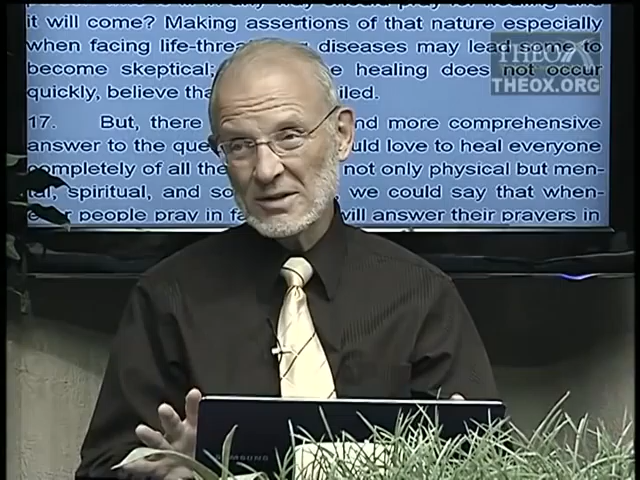 it will come? Making assertions of that nature especially
when facing life-threa diseases may lead some to
become skeptical healing does not occur
quickly, believe tha iled.
THEOX
THEOX.ORG
17. But, there nd more comprehensive
answer to the que uld love to heal everyone
completely of all the not only physical but men-
tal, spiritual, and so we could say that when-
er people pray in fa will answer their prayers in
SAMSUNG